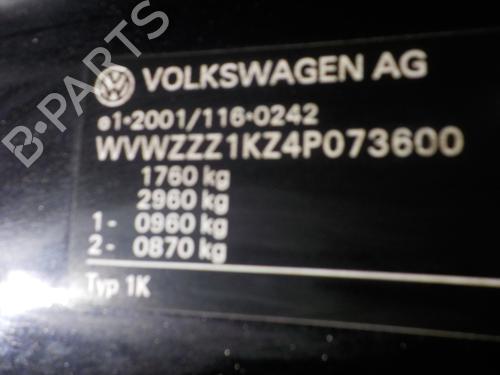 B-PARTS
VOLKSWAGEN AG
e1*2001/116*0242
WVWZZZ1KZ4P073600
1760 kg
2960 kg
1- 0960 kg
2- 0870 kg
Typ 1K